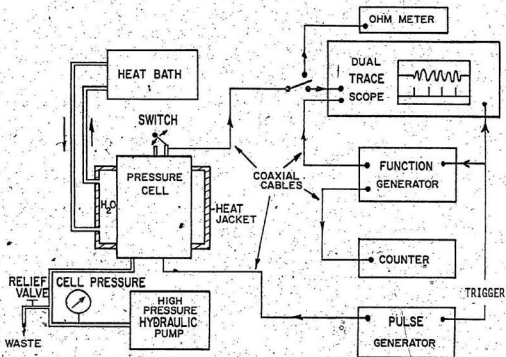 OHM METER
HEAT BATH
DUAL
TRACE
SCOPE
SWITCH
PRESSURE
CELL
COAXIAL
CABLES
FUNCTION
GENERATOR
H2O
HEAT
JACKET
COUNTER
RELIEF
VALVE
CELL PRESSURE
HIGH
PRESSURE
HYDRAULIC
PUMP
TRIGGER
PULSE
GENERATOR
WASTE